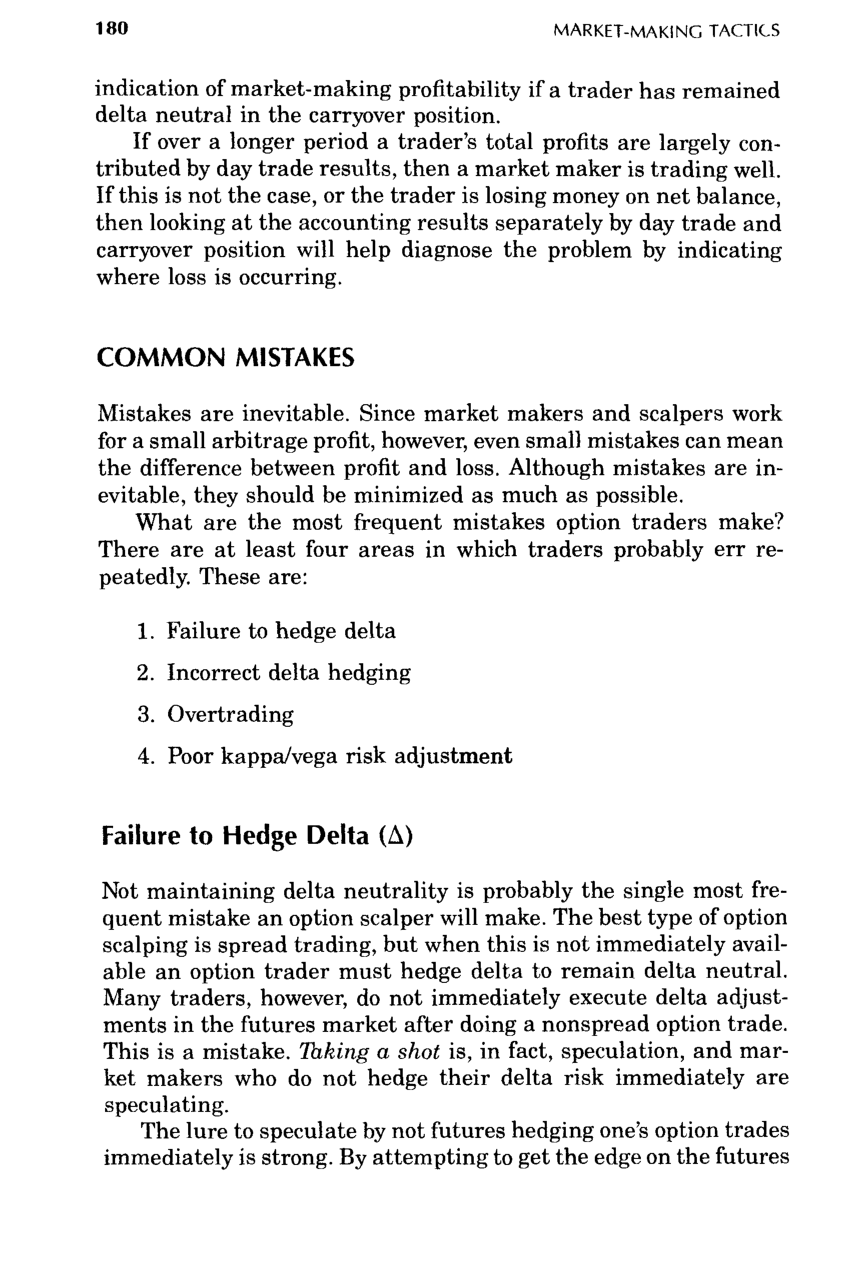 180 MARKET-MAKING TACTICS
indication of market-making profitability if a trader has remained
delta neutral in the carryover position.
If over a longer period a trader's total profits are largely con-
tributed by day trade results, then a market maker is trading well.
If this is not the case, or the trader is losing money on net balance,
then looking at the accounting results separately by day trade and
carryover position will help diagnose the problem by indicating
where loss is occurring.
COMMON MISTAKES
Mistakes are inevitable. Since market makers and scalpers work
for a small arbitrage profit, however, even small mistakes can mean
the difference between profit and loss. Although mistakes are in-
evitable, they should be minimized as much as possible.
What are the most frequent mistakes option traders make?
There are at least four areas in which traders probably err re-
peatedly. These are:
1. Failure to hedge delta
2. Incorrect delta hedging
3. Overtrading
4. Poor kappa/vega risk adjustment
Failure to Hedge Delta (Δ)
Not maintaining delta neutrality is probably the single most fre-
quent mistake an option scalper will make. The best type of option
scalping is spread trading, but when this is not immediately avail-
able an option trader must hedge delta to remain delta neutral.
Many traders, however, do not immediately execute delta adjust-
ments in the futures market after doing a nonspread option trade.
This is a mistake. Taking a shot is, in fact, speculation, and mar-
ket makers who do not hedge their delta risk immediately are
speculating.
The lure to speculate by not futures hedging one's option trades
immediately is strong. By attempting to get the edge on the futures